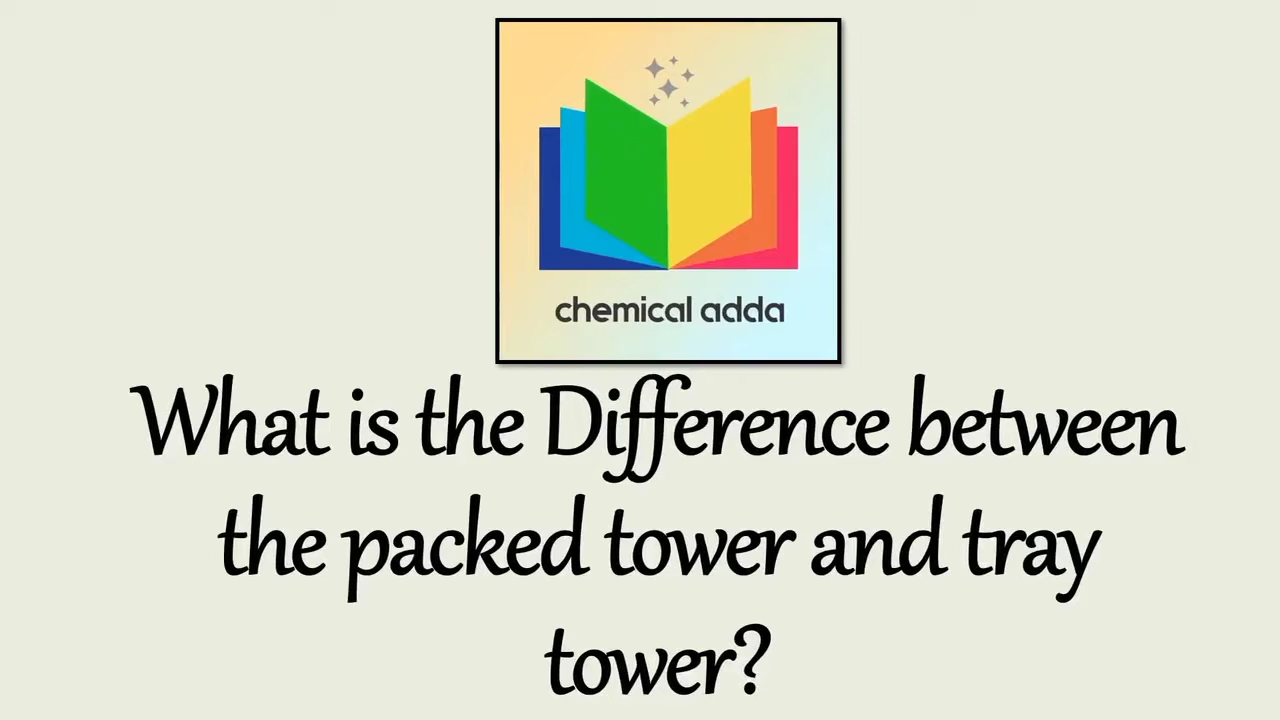 chemical adda
What is the Difference between
the packed tower and tray
tower?